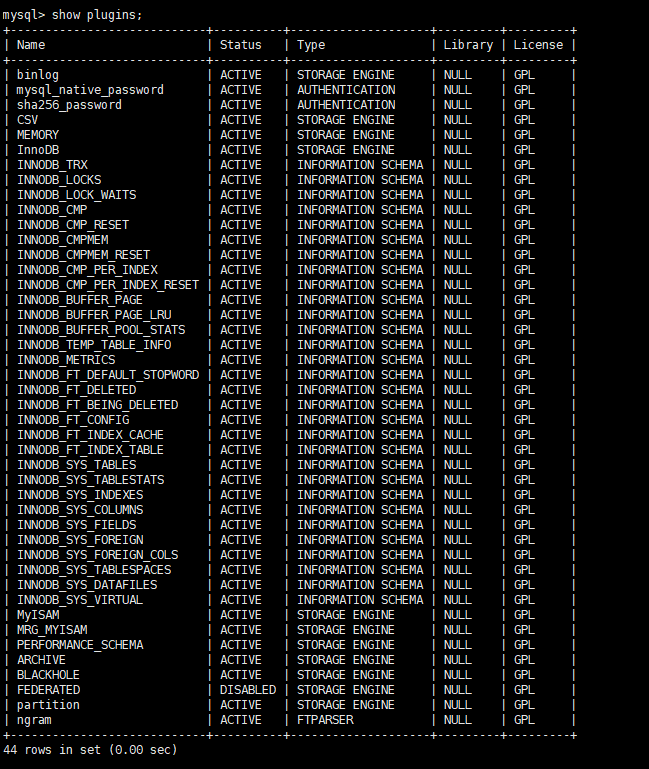 mysql> show plugins;
+----------------------------+----------+--------------------+---------+---------+
| Name                       | Status   | Type               | Library | License |
+----------------------------+----------+--------------------+---------+---------+
| binlog                     | ACTIVE   | STORAGE ENGINE     | NULL    | GPL     |
| mysql_native_password      | ACTIVE   | AUTHENTICATION     | NULL    | GPL     |
| sha256_password            | ACTIVE   | AUTHENTICATION     | NULL    | GPL     |
| CSV                        | ACTIVE   | STORAGE ENGINE     | NULL    | GPL     |
| MEMORY                     | ACTIVE   | STORAGE ENGINE     | NULL    | GPL     |
| InnoDB                     | ACTIVE   | STORAGE ENGINE     | NULL    | GPL     |
| INNODB_TRX                 | ACTIVE   | INFORMATION SCHEMA | NULL    | GPL     |
| INNODB_LOCKS               | ACTIVE   | INFORMATION SCHEMA | NULL    | GPL     |
| INNODB_LOCK_WAITS          | ACTIVE   | INFORMATION SCHEMA | NULL    | GPL     |
| INNODB_CMP                 | ACTIVE   | INFORMATION SCHEMA | NULL    | GPL     |
| INNODB_CMP_RESET           | ACTIVE   | INFORMATION SCHEMA | NULL    | GPL     |
| INNODB_CMPMEM              | ACTIVE   | INFORMATION SCHEMA | NULL    | GPL     |
| INNODB_CMPMEM_RESET        | ACTIVE   | INFORMATION SCHEMA | NULL    | GPL     |
| INNODB_CMP_PER_INDEX       | ACTIVE   | INFORMATION SCHEMA | NULL    | GPL     |
| INNODB_CMP_PER_INDEX_RESET | ACTIVE   | INFORMATION SCHEMA | NULL    | GPL     |
| INNODB_BUFFER_PAGE         | ACTIVE   | INFORMATION SCHEMA | NULL    | GPL     |
| INNODB_BUFFER_PAGE_LRU     | ACTIVE   | INFORMATION SCHEMA | NULL    | GPL     |
| INNODB_BUFFER_POOL_STATS   | ACTIVE   | INFORMATION SCHEMA | NULL    | GPL     |
| INNODB_TEMP_TABLE_INFO     | ACTIVE   | INFORMATION SCHEMA | NULL    | GPL     |
| INNODB_METRICS             | ACTIVE   | INFORMATION SCHEMA | NULL    | GPL     |
| INNODB_FT_DEFAULT_STOPWORD | ACTIVE   | INFORMATION SCHEMA | NULL    | GPL     |
| INNODB_FT_DELETED          | ACTIVE   | INFORMATION SCHEMA | NULL    | GPL     |
| INNODB_FT_BEING_DELETED    | ACTIVE   | INFORMATION SCHEMA | NULL    | GPL     |
| INNODB_FT_CONFIG           | ACTIVE   | INFORMATION SCHEMA | NULL    | GPL     |
| INNODB_FT_INDEX_CACHE      | ACTIVE   | INFORMATION SCHEMA | NULL    | GPL     |
| INNODB_FT_INDEX_TABLE      | ACTIVE   | INFORMATION SCHEMA | NULL    | GPL     |
| INNODB_SYS_TABLES          | ACTIVE   | INFORMATION SCHEMA | NULL    | GPL     |
| INNODB_SYS_TABLESTATS      | ACTIVE   | INFORMATION SCHEMA | NULL    | GPL     |
| INNODB_SYS_INDEXES         | ACTIVE   | INFORMATION SCHEMA | NULL    | GPL     |
| INNODB_SYS_COLUMNS         | ACTIVE   | INFORMATION SCHEMA | NULL    | GPL     |
| INNODB_SYS_FIELDS          | ACTIVE   | INFORMATION SCHEMA | NULL    | GPL     |
| INNODB_SYS_FOREIGN         | ACTIVE   | INFORMATION SCHEMA | NULL    | GPL     |
| INNODB_SYS_FOREIGN_COLS    | ACTIVE   | INFORMATION SCHEMA | NULL    | GPL     |
| INNODB_SYS_TABLESPACES     | ACTIVE   | INFORMATION SCHEMA | NULL    | GPL     |
| INNODB_SYS_DATAFILES       | ACTIVE   | INFORMATION SCHEMA | NULL    | GPL     |
| INNODB_SYS_VIRTUAL         | ACTIVE   | INFORMATION SCHEMA | NULL    | GPL     |
| MyISAM                     | ACTIVE   | STORAGE ENGINE     | NULL    | GPL     |
| MRG_MYISAM                 | ACTIVE   | STORAGE ENGINE     | NULL    | GPL     |
| PERFORMANCE_SCHEMA         | ACTIVE   | STORAGE ENGINE     | NULL    | GPL     |
| ARCHIVE                    | ACTIVE   | STORAGE ENGINE     | NULL    | GPL     |
| BLACKHOLE                  | ACTIVE   | STORAGE ENGINE     | NULL    | GPL     |
| FEDERATED                  | DISABLED | STORAGE ENGINE     | NULL    | GPL     |
| partition                  | ACTIVE   | STORAGE ENGINE     | NULL    | GPL     |
| ngram                      | ACTIVE   | FTPARSER           | NULL    | GPL     |
+----------------------------+----------+--------------------+---------+---------+
44 rows in set (0.00 sec)